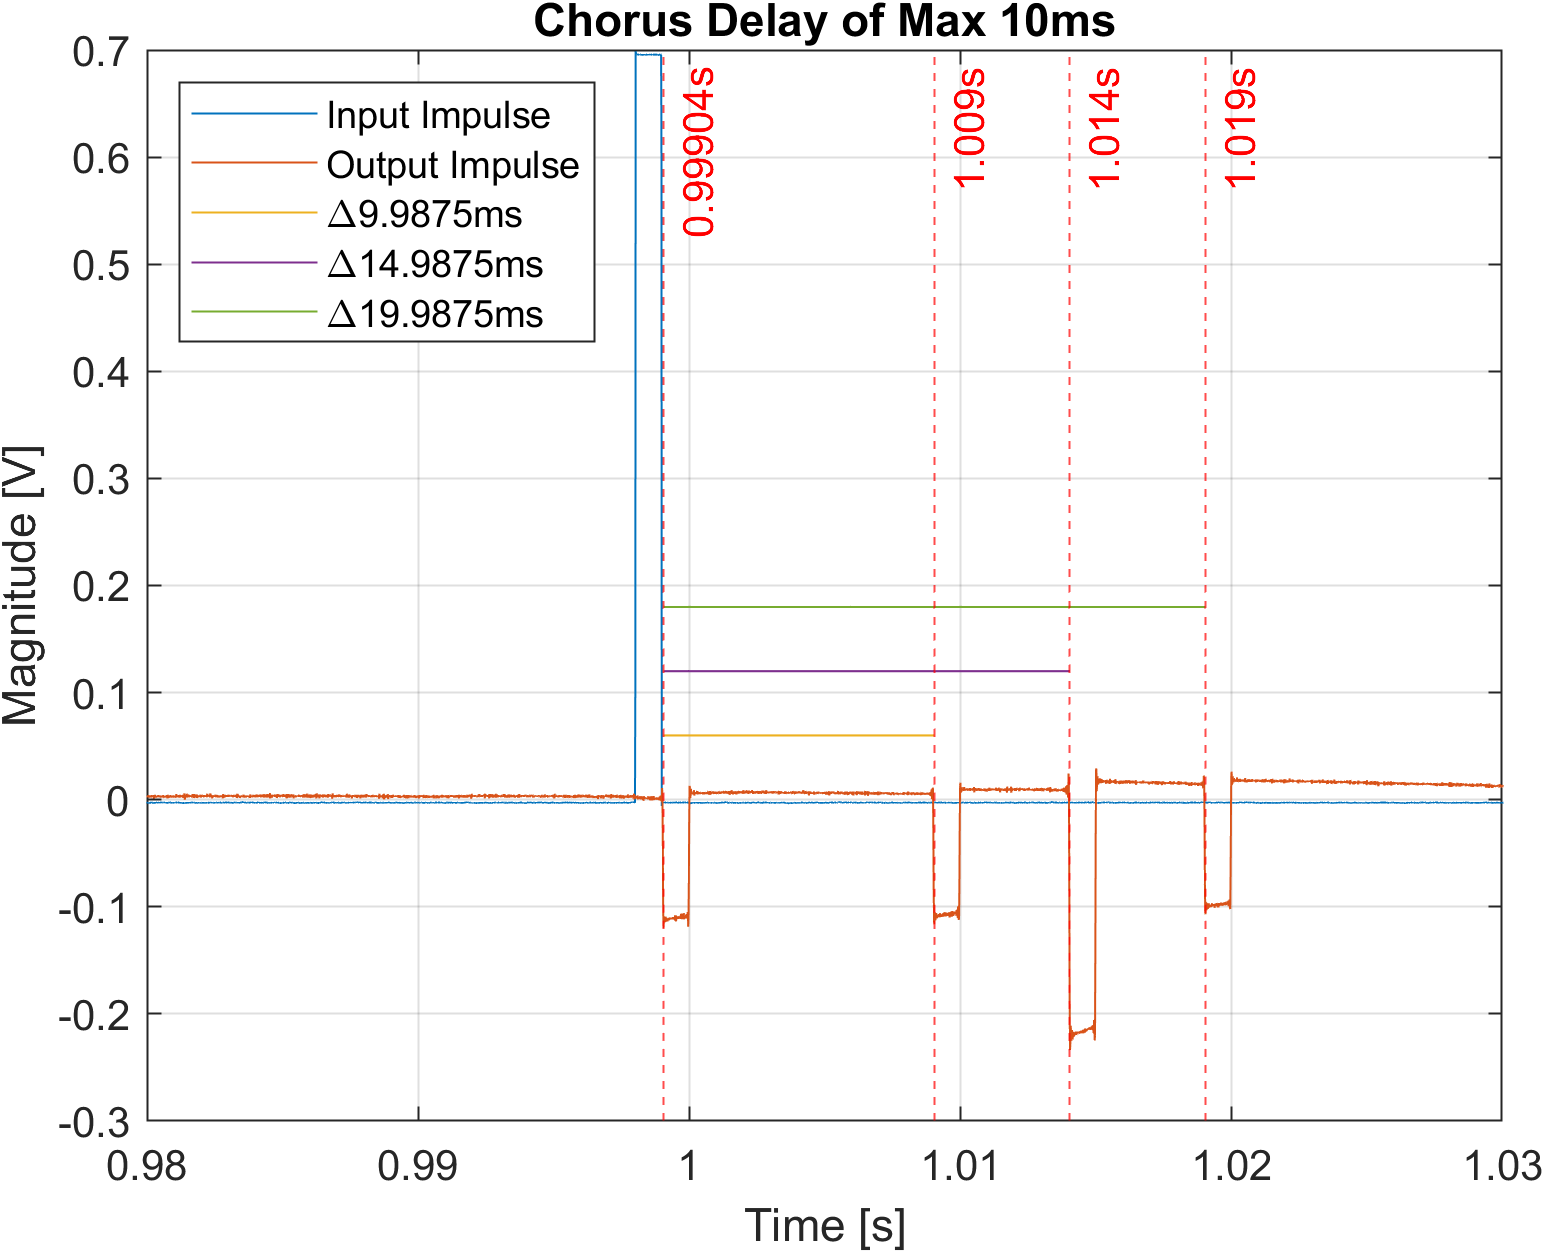 Chorus Delay of Max 10ms
0.7
0.6
0.5
0.4
0.3
0.2
0.1
0
-0.1
-0.2
-0.3
Magnitude [V]
Input Impulse
Output Impulse
Δ9.9875ms
Δ14.9875ms
Δ19.9875ms
0.99904s
1.009s
1.014s
1.019s
0.98
0.99
1
1.01
1.02
1.03
Time [s]